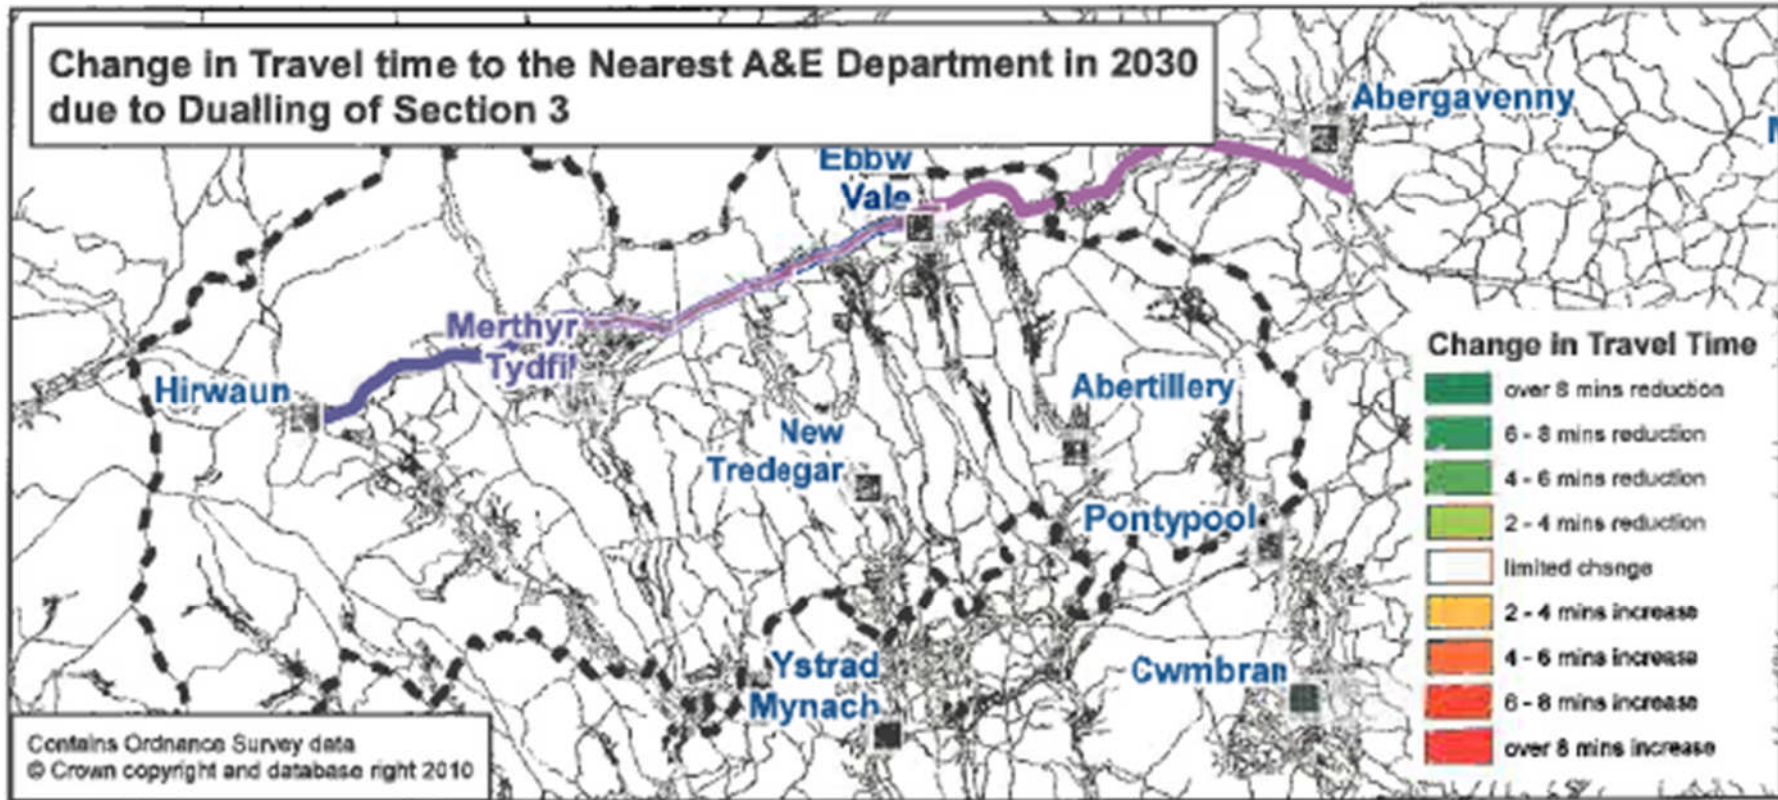 Change in Travel time to the Nearest A&E Department in 2030
due to Dualling of Section 3
Abergavenny
Ebbw
Vale
Merthyr
Tydfil
Hirwaun
Abertillery
New
Tredegar
Pontypool
Ystrad
Mynach
Cwmbran
Change in Travel Time
over 8 mins reduction
6 - 8 mins reduction
4 - 6 mins reduction
2 - 4 mins reduction
limited change
2 - 4 mins increase
4 - 6 mins increase
6 - 8 mins increase
over 8 mins increase
Contains Ordnance Survey data
© Crown copyright and database right 2010